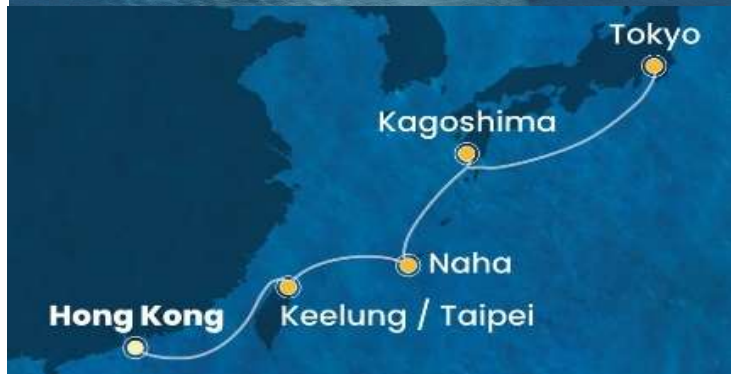 Tokyo
Kagoshima
Naha
Hong Kong
Keelung / Taipei